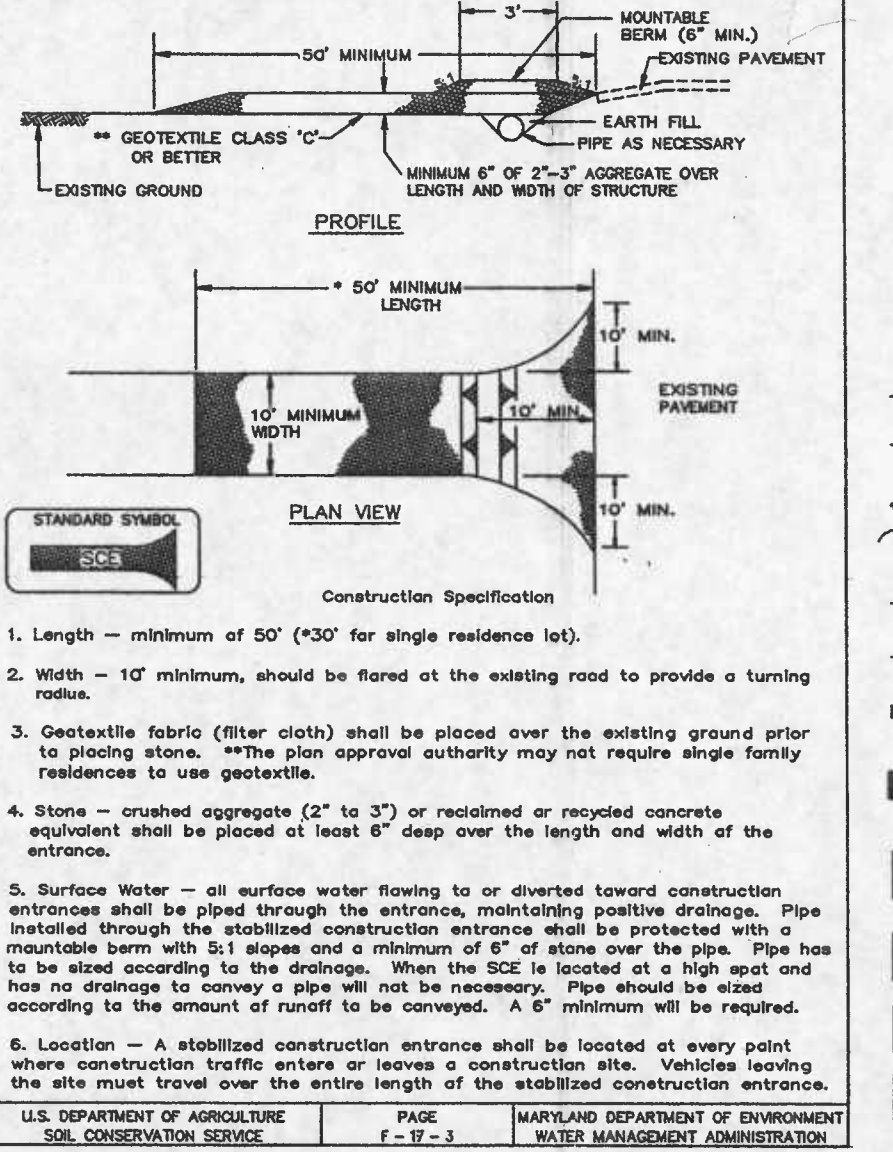 3'
MOUNTABLE
BERM (6" MIN.)
50' MINIMUM
EXISTING PAVEMENT
5:1
5:1
** GEOTEXTILE CLASS 'C'
OR BETTER
EARTH FILL
PIPE AS NECESSARY
EXISTING GROUND
MINIMUM 6" OF 2"-3" AGGREGATE OVER
LENGTH AND WIDTH OF STRUCTURE
PROFILE
* 50' MINIMUM
LENGTH
10' MIN.
10' MINIMUM
WIDTH
10' MIN.
EXISTING
PAVEMENT
10' MIN.
PLAN VIEW
STANDARD SYMBOL
SCE
Construction Specification
1. Length — minimum of 50' (*30' for single residence lot).
2. Width — 10' minimum, should be flared at the existing road to provide a turning
radius.
3. Geotextile fabric (filter cloth) shall be placed over the existing ground prior
to placing stone. **The plan approval authority may not require single family
residences to use geotextile.
4. Stone — crushed aggregate (2" to 3") or reclaimed or recycled concrete
equivalent shall be placed at least 6" deep over the length and width of the
entrance.
5. Surface Water — all surface water flowing to or diverted toward construction
entrances shall be piped through the entrance, maintaining positive drainage. Pipe
installed through the stabilized construction entrance shall be protected with a
mountable berm with 5:1 slopes and a minimum of 6" of stone over the pipe. Pipe has
to be sized according to the drainage. When the SCE is located at a high spot and
has no drainage to convey a pipe will not be necessary. Pipe should be sized
according to the amount of runoff to be conveyed. A 6" minimum will be required.
6. Location — A stabilized construction entrance shall be located at every point
where construction traffic enters or leaves a construction site. Vehicles leaving
the site must travel over the entire length of the stabilized construction entrance.
U.S. DEPARTMENT OF AGRICULTURE
SOIL CONSERVATION SERVICE
PAGE
F - 17 - 3
MARYLAND DEPARTMENT OF ENVIRONMENT
WATER MANAGEMENT ADMINISTRATION